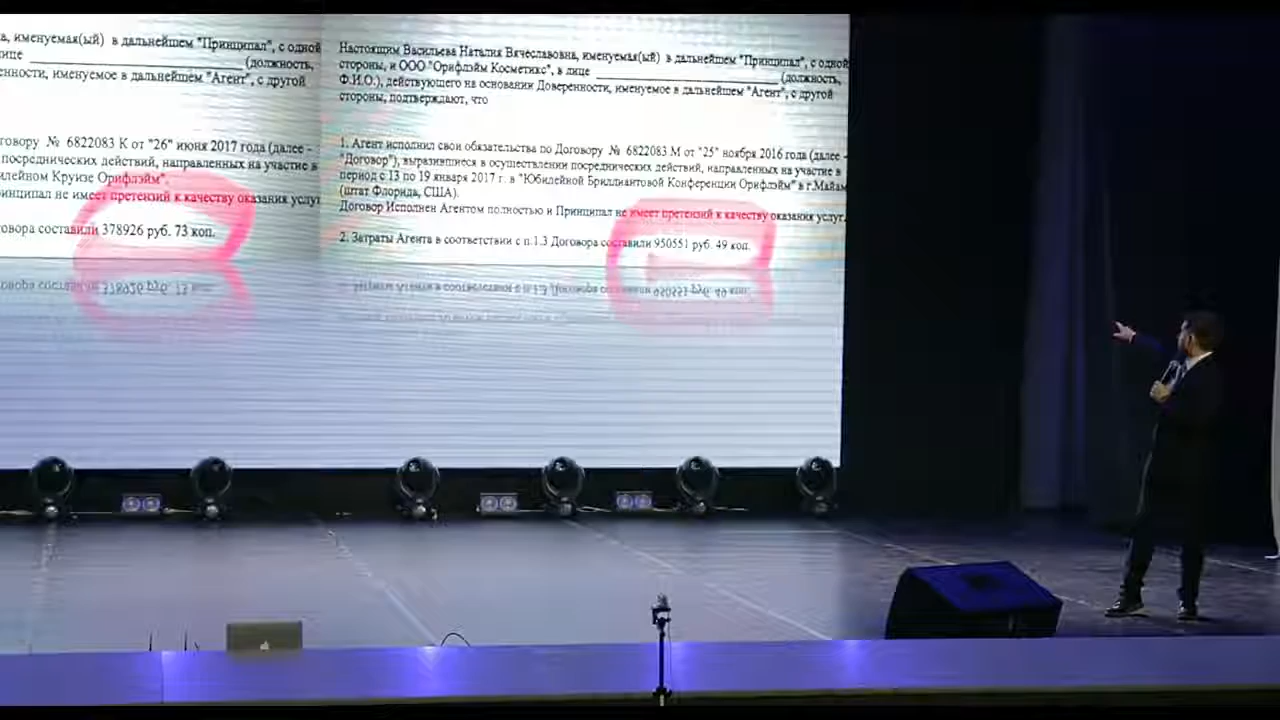 а, именуемая(ый) в дальнейшем "Принципал", с одной
лице ____________________________ (должность,
енности, именуемое в дальнейшем "Агент", с другой
говору № 6822083 К от "26" июня 2017 года (далее -
посреднических действий, направленных на участие в
илейном Круизе Орифлэйм".
ринципал не имеет претензий к качеству оказания услуг
говора составили 378926 руб. 73 коп.
Настоящим Васильева Наталия Вячеславовна, именуемая(ый) в дальнейшем "Принципал", с одной
стороны, и ООО "Орифлэйм Косметикс", в лице ____________________________ (должность,
Ф.И.О.), действующего на основании Доверенности, именуемое в дальнейшем "Агент", с другой
стороны, подтверждают, что
1. Агент исполнил свои обязательства по Договору № 6822083 М от "25" ноября 2016 года (далее -
"Договор"), выразившиеся в осуществлении посреднических действий, направленных на участие в
период с 13 по 19 января 2017 г. в "Юбилейной Бриллиантовой Конференции Орифлэйм" в г.Майам
(штат Флорида, США).
Договор Исполнен Агентом полностью и Принципал не имеет претензий к качеству оказания услуг.
2. Затраты Агента в соответствии с п.1.3 Договора составили 950551 руб. 49 коп.